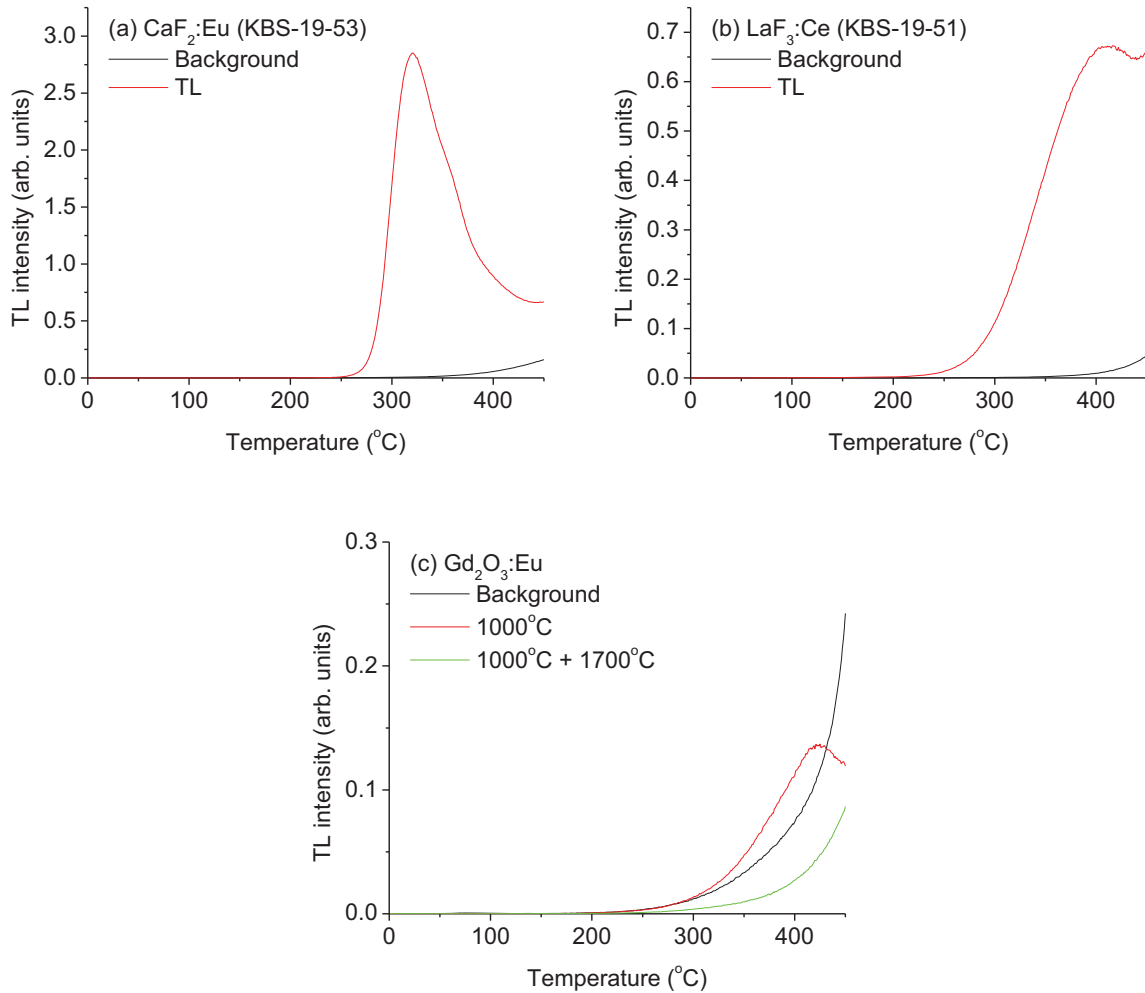 (a) CaF₂:Eu (KBS-19-53)
Background
TL
3.0
2.5
2.0
1.5
1.0
0.5
0.0
TL intensity (arb. units)
0 100 200 300 400
Temperature (°C)
(b) LaF₃:Ce (KBS-19-51)
Background
TL
0.7
0.6
0.5
0.4
0.3
0.2
0.1
0.0
TL intensity (arb. units)
0 100 200 300 400
Temperature (°C)
(c) Gd₂O₃:Eu
Background
1000°C
1000°C + 1700°C
0.3
0.2
0.1
0.0
TL intensity (arb. units)
0 100 200 300 400
Temperature (°C)